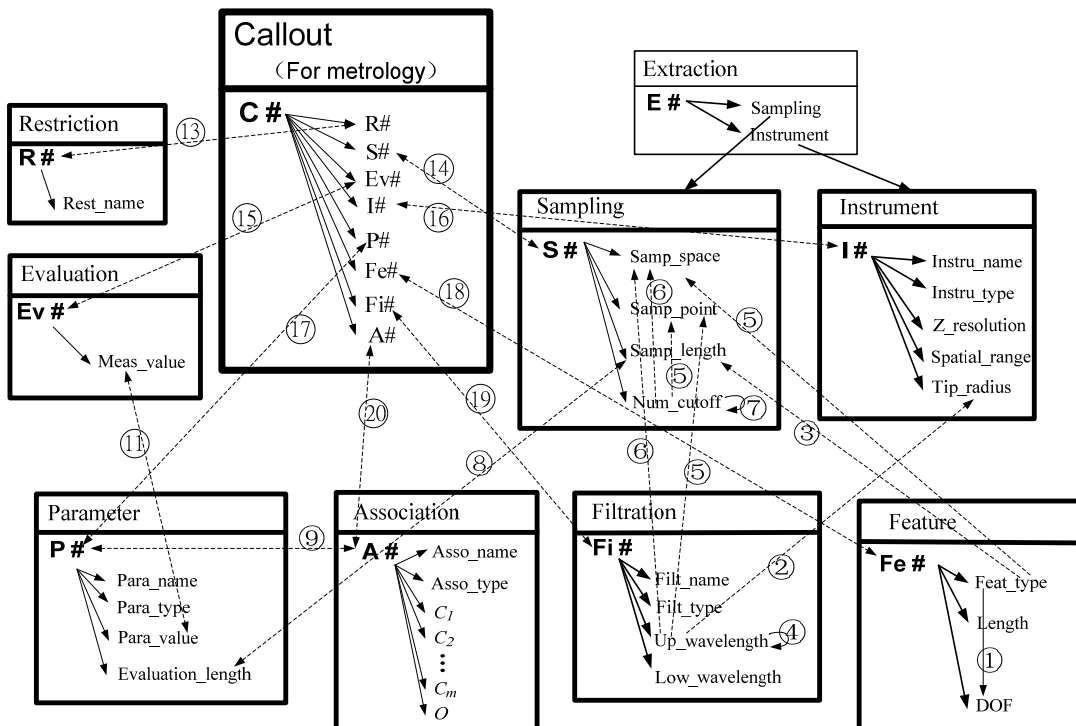 Callout
(For metrology)
C #
R#
S#
Ev#
I#
P#
Fe#
Fi#
A#
Extraction
E #
Sampling
Instrument
Restriction
R #
Rest_name
⑬
⑭
⑮
⑯
⑱
⑰
Evaluation
Ev #
Meas_value
Sampling
S #
Samp_space
⑥
Samp_point
Samp_length
⑤
Num_cutoff
⑦
Instrument
I #
Instru_name
Instru_type
Z_resolution
Spatial_range
Tip_radius
⑤
③
⑳
⑲
⑪
⑧
⑥
⑤
Parameter
P #
Para_name
Para_type
Para_value
Evaluation_length
⑨
Association
A #
Asso_name
Asso_type
C1
C2
⋮
Cm
O
Filtration
Fi #
Filt_name
Filt_type
Up_wavelength
④
Low_wavelength
②
Feature
Fe #
Feat_type
Length
①
DOF